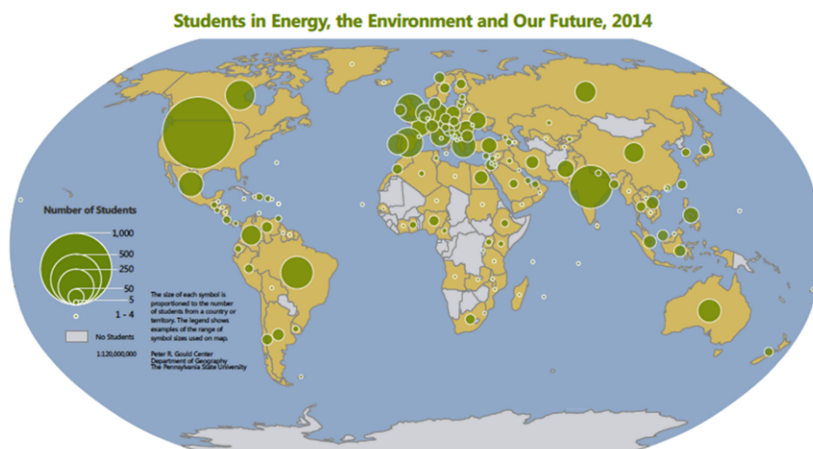 Students in Energy, the Environment and Our Future, 2014
Number of Students
1,000
500
250
50
5
1 - 4
No Students
1:120,000,000
The size of each symbol is
proportioned to the number
of students from a country or
territory. The legend shows
examples of the range of
symbol sizes used on map.
Peter R. Gould Center
Department of Geography
The Pennsylvania State University